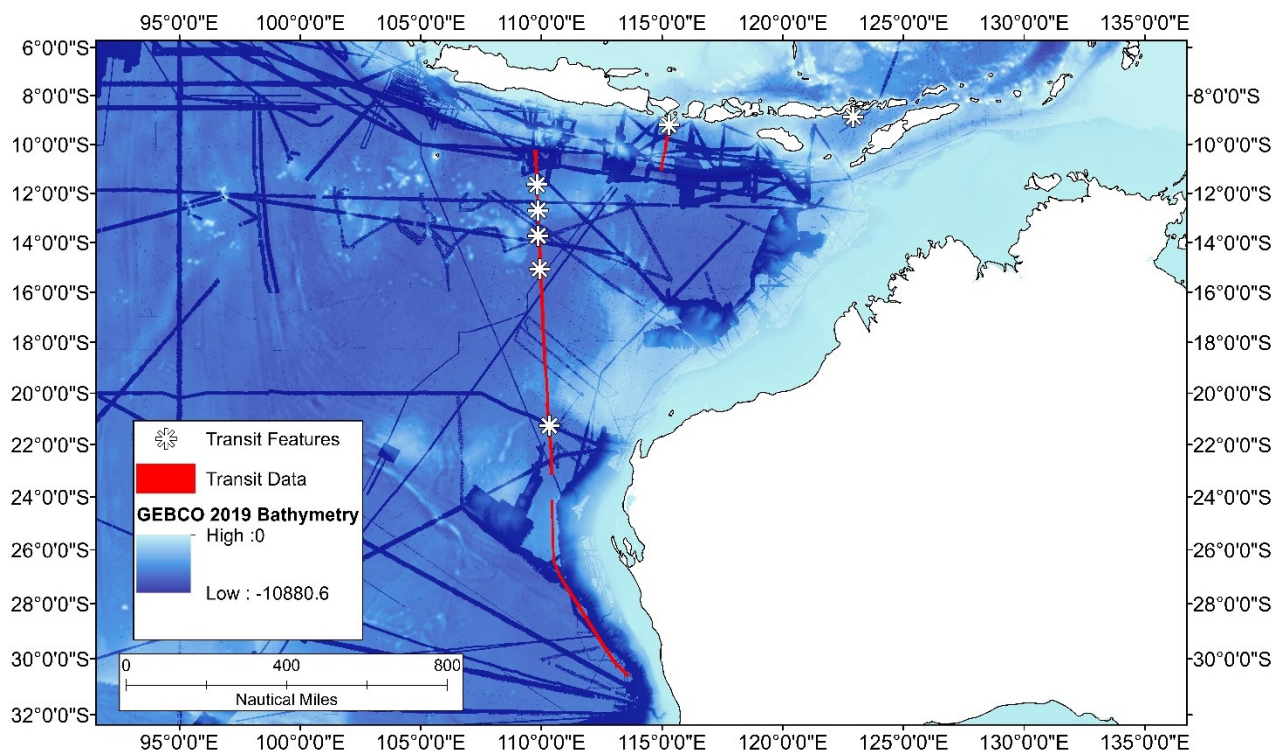 95°0'0"E 100°0'0"E 105°0'0"E 110°0'0"E 115°0'0"E 120°0'0"E 125°0'0"E 130°0'0"E 135°0'0"E
6°0'0"S
8°0'0"S 8°0'0"S
10°0'0"S 10°0'0"S
12°0'0"S 12°0'0"S
14°0'0"S 14°0'0"S
16°0'0"S 16°0'0"S
18°0'0"S 18°0'0"S
20°0'0"S 20°0'0"S
22°0'0"S 22°0'0"S
24°0'0"S 24°0'0"S
26°0'0"S 26°0'0"S
28°0'0"S 28°0'0"S
30°0'0"S 30°0'0"S
32°0'0"S
Transit Features
Transit Data
GEBCO 2019 Bathymetry
High :0
Low : -10880.6
0 400 800
Nautical Miles
95°0'0"E 100°0'0"E 105°0'0"E 110°0'0"E 115°0'0"E 120°0'0"E 125°0'0"E 130°0'0"E 135°0'0"E